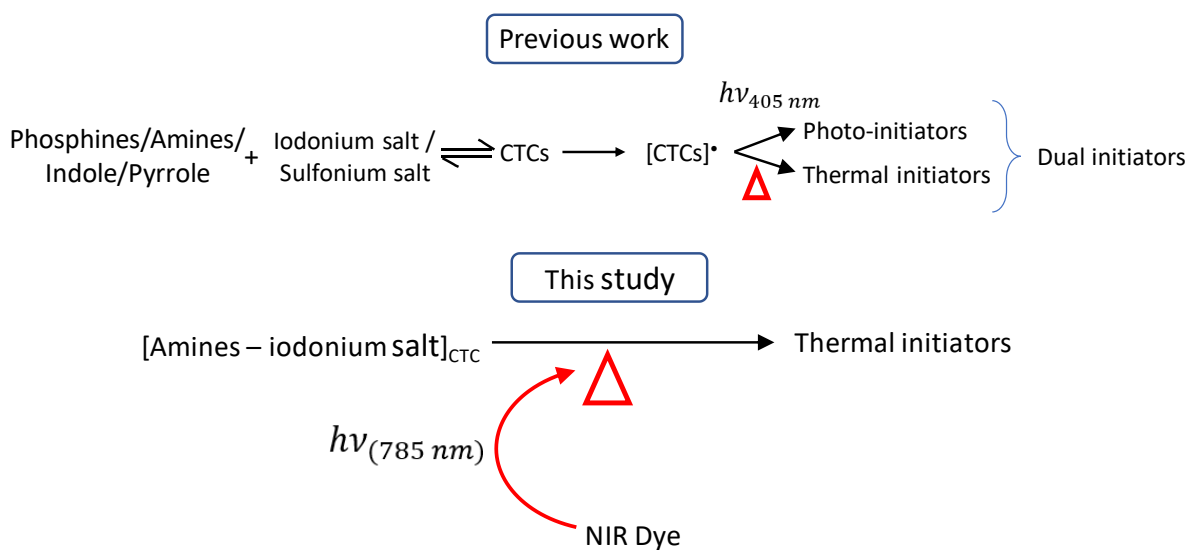 Previous work
hν405 nm
Phosphines/Amines/
Indole/Pyrrole
+
Iodonium salt /
Sulfonium salt
CTCs
[CTCs]•
Photo-initiators
Thermal initiators
Dual initiators
This study
[Amines – iodonium salt]CTC
Thermal initiators
hν(785 nm)
NIR Dye